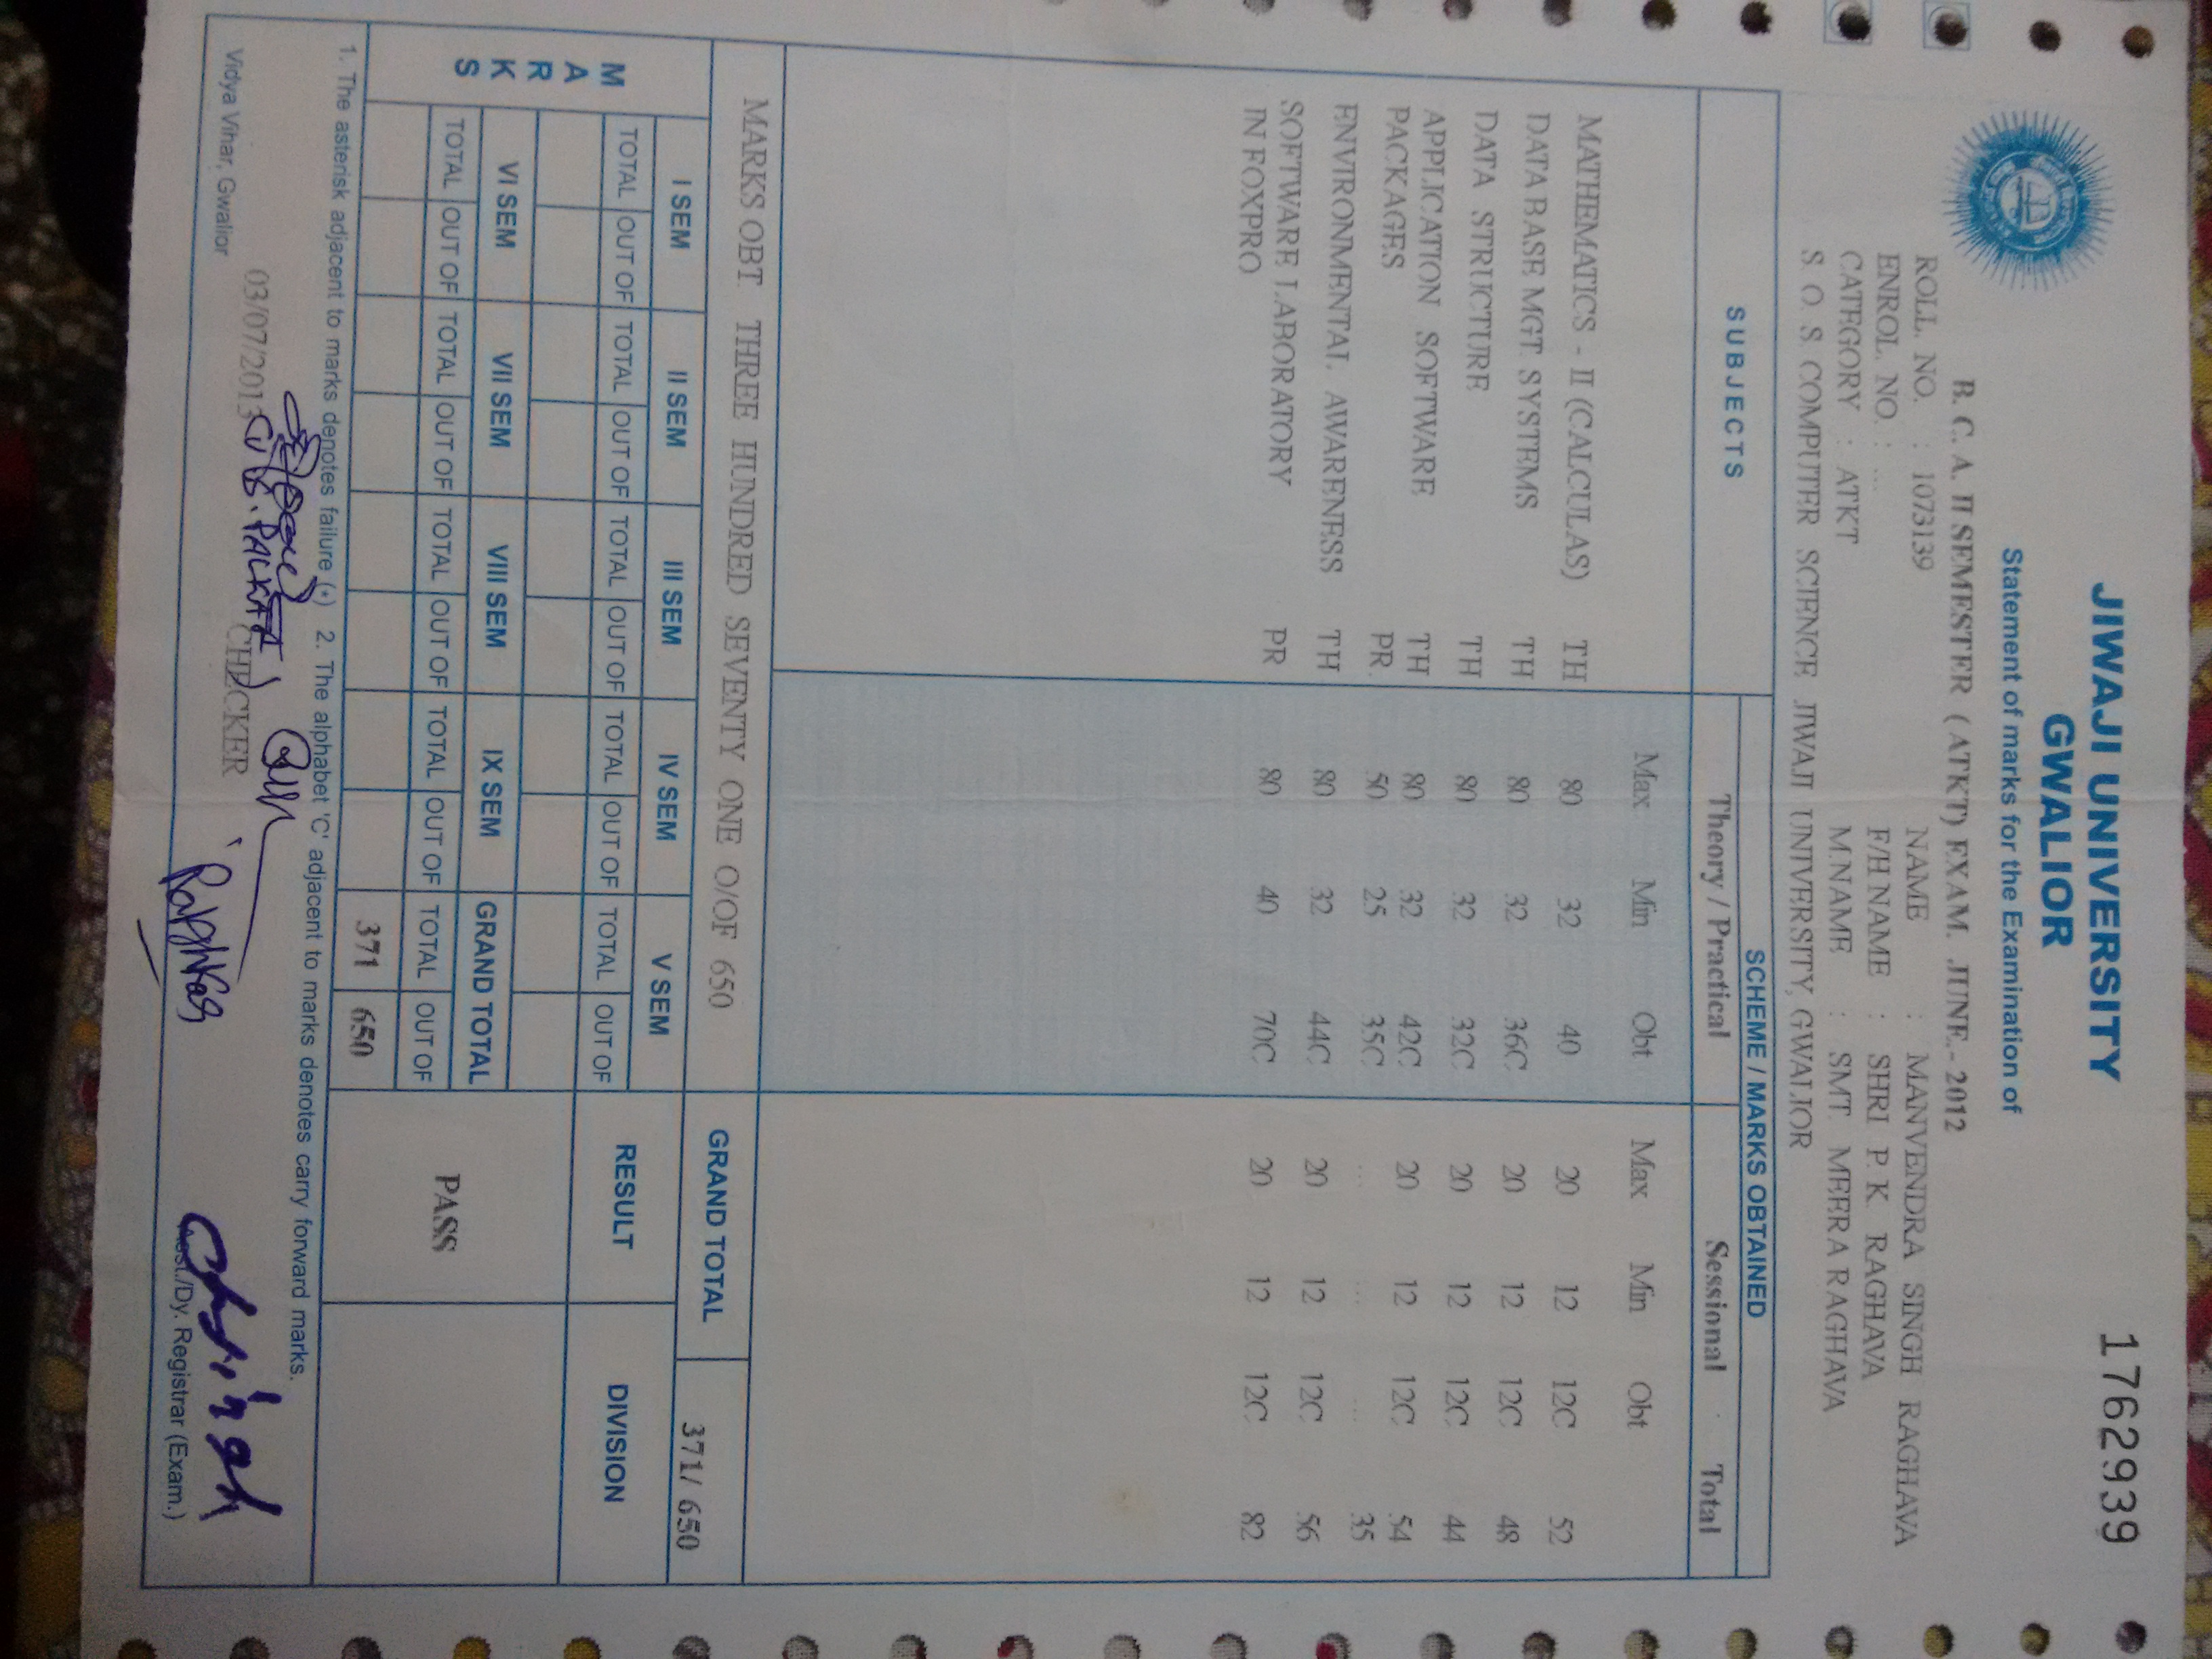 17629939
JIWAJI UNIVERSITY
GWALIOR
Statement of marks for the Examination of
B. C. A. II SEMESTER ( ATKT) EXAM. JUNE - 2012
ROLL NO. : 1073139 NAME : MANVENDRA SINGH RAGHAVA
ENROL. NO. : ... F/H NAME : SHRI P. K. RAGHAVA
CATEGORY : ATKT M.NAME : SMT. MEERA RAGHAVA
S. O. S. COMPUTER SCIENCE JIWAJI UNIVERSITY, GWALIOR
SUBJECTS SCHEME / MARKS OBTAINED
Theory / Practical Sessional Total
Max Min Obt Max Min Obt
MATHEMATICS - II (CALCULAS) TH 80 32 40 20 12 12C 52
DATA BASE MGT. SYSTEMS TH 80 32 36C 20 12 12C 48
DATA STRUCTURE TH 80 32 32C 20 12 12C 44
APPLICATION SOFTWARE TH 80 32 42C 20 12 12C 54
PACKAGES PR 50 25 35C ... ... ... 35
ENVIRONMENTAL AWARENESS TH 80 32 44C 20 12 12C 56
SOFTWARE LABORATORY PR 80 40 70C 20 12 12C 82
IN FOXPRO
MARKS OBT. THREE HUNDRED SEVENTY ONE O/OF 650 GRAND TOTAL 371/ 650
MARKS
I SEM II SEM III SEM IV SEM V SEM RESULT DIVISION
TOTAL OUT OF TOTAL OUT OF TOTAL OUT OF TOTAL OUT OF TOTAL OUT OF
VI SEM VII SEM VIII SEM IX SEM GRAND TOTAL PASS
TOTAL OUT OF TOTAL OUT OF TOTAL OUT OF TOTAL OUT OF TOTAL OUT OF
371 650
1. The asterisk adjacent to marks denotes failure (*) 2. The alphabet 'C' adjacent to marks denotes carry forward marks.
03/07/2013 CHECKER
Vidya Vihar, Gwalior Asst./Dy. Registrar (Exam.)